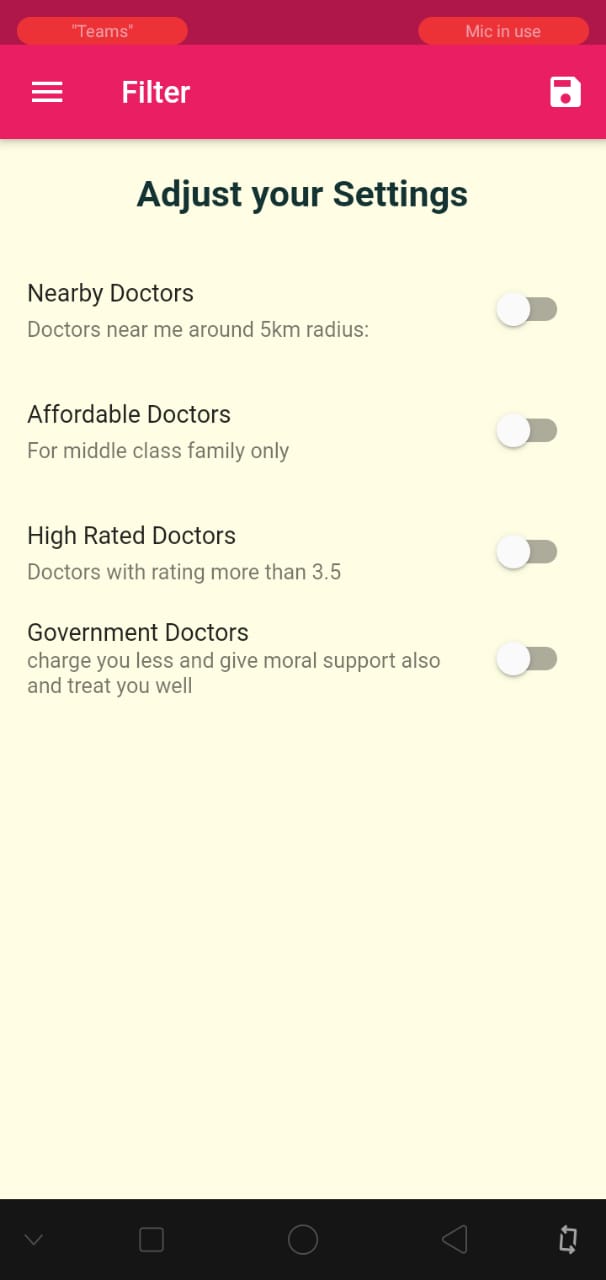 "Teams"
Mic in use
Filter
Adjust your Settings
Nearby Doctors
Doctors near me around 5km radius:
Affordable Doctors
For middle class family only
High Rated Doctors
Doctors with rating more than 3.5
Government Doctors
charge you less and give moral support also
and treat you well